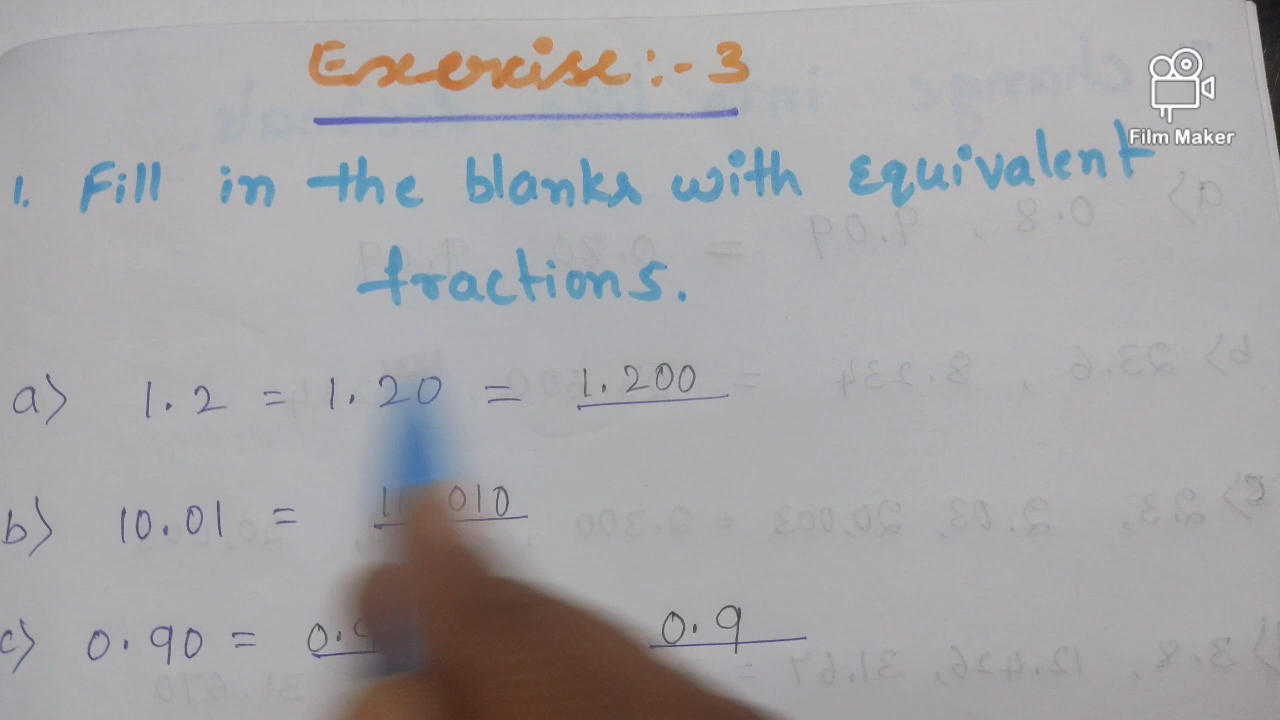 Exercise:- 3
Film Maker
1. Fill in the blanks with equivalent
fractions.
a) 1.2 = 1.20 = 1.200
b) 10.01 = 010
c) 0.90 = 0.9